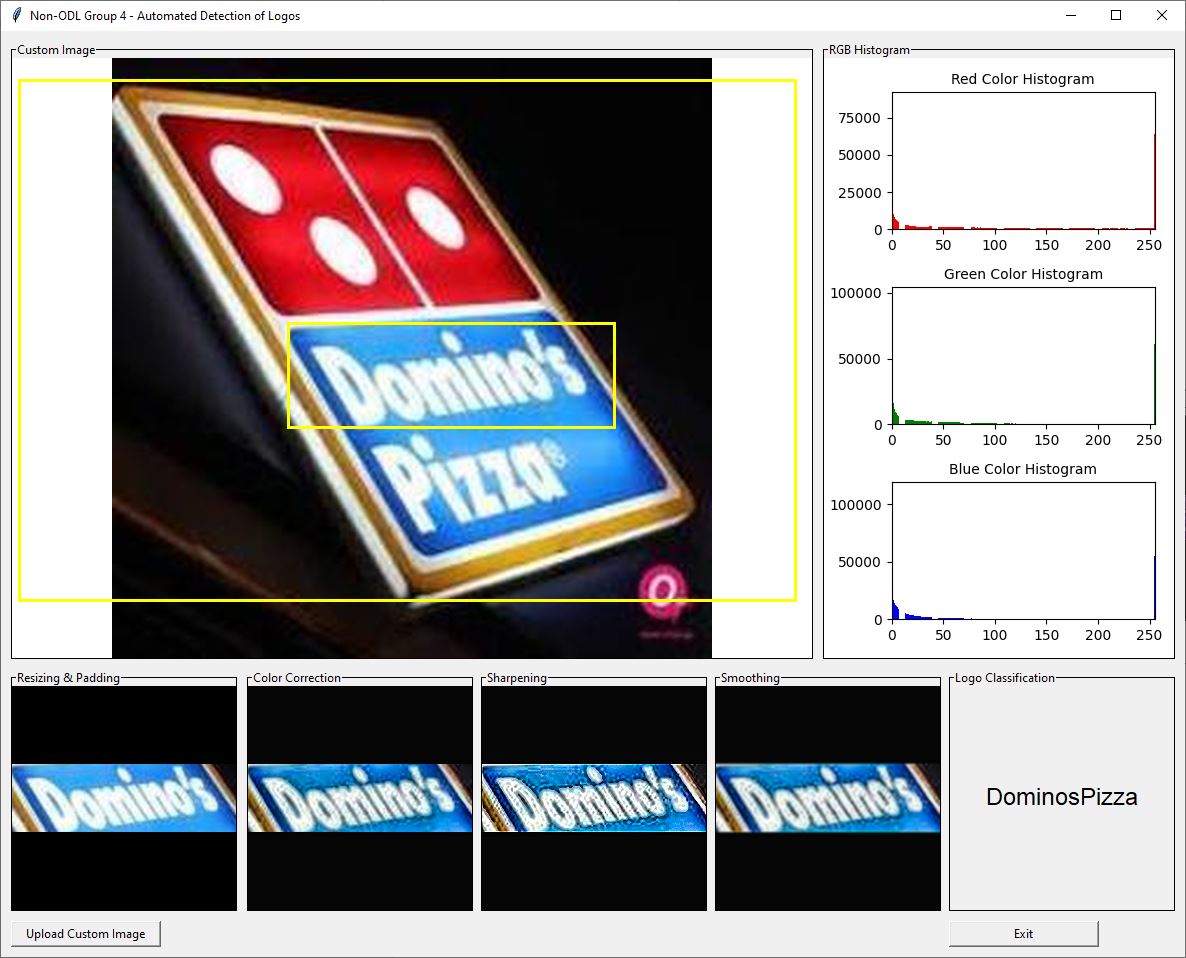 Non-ODL Group 4 - Automated Detection of Logos
Custom Image
Domino's
Pizza®
RGB Histogram
Red Color Histogram
75000
50000
25000
0
0 50 100 150 200 250
Green Color Histogram
100000
50000
0
0 50 100 150 200 250
Blue Color Histogram
100000
50000
0
0 50 100 150 200 250
Resizing & Padding
Domino's
Color Correction
Domino's
Sharpening
Domino's
Smoothing
Domino's
Logo Classification
DominosPizza
Upload Custom Image
Exit